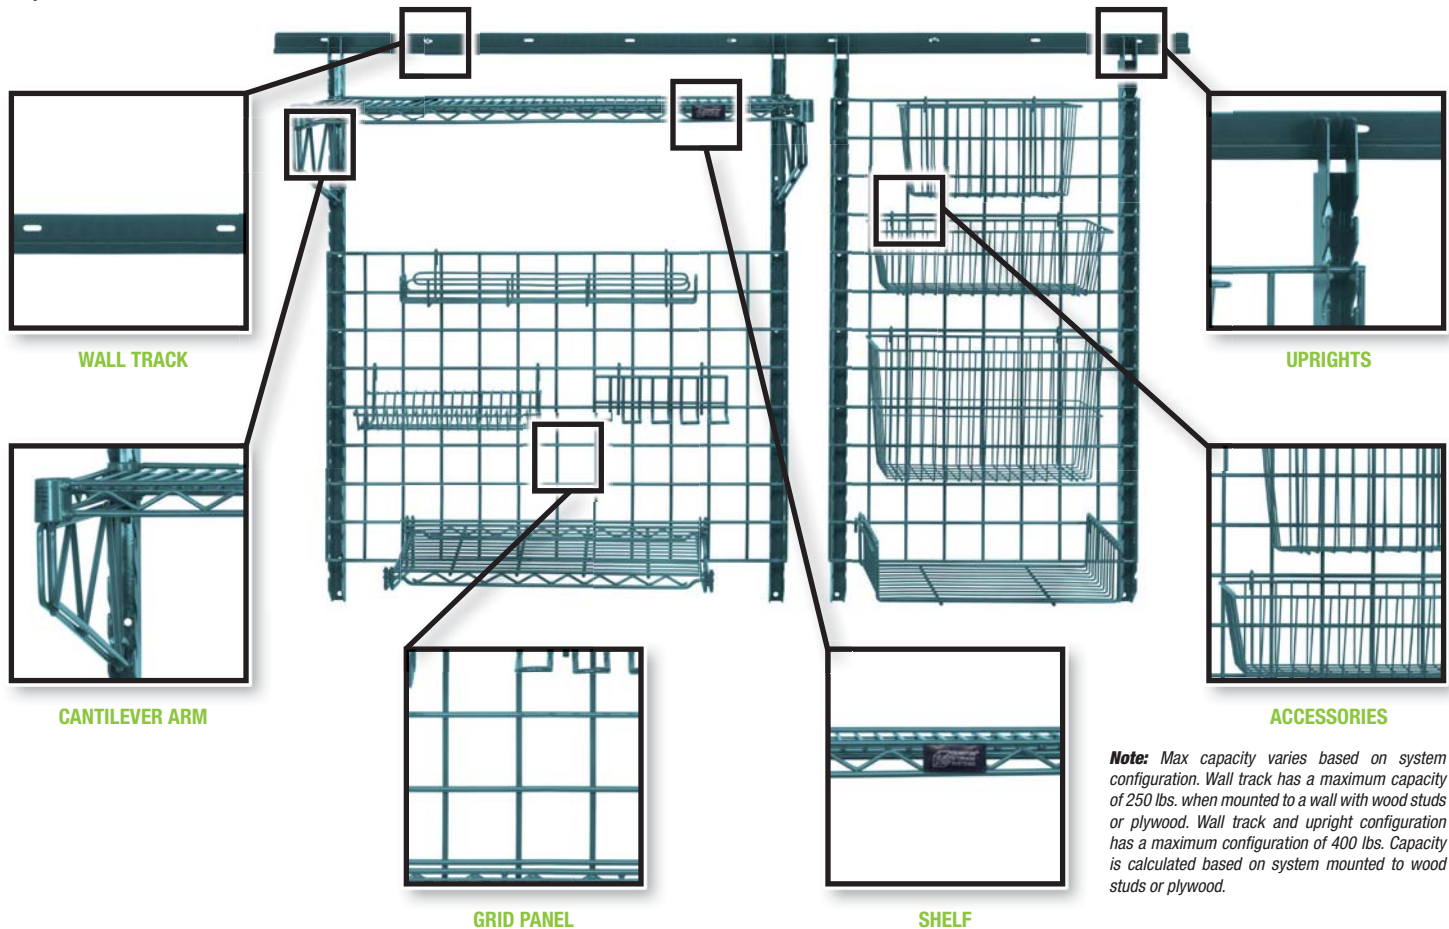 WALL TRACK
UPRIGHTS
CANTILEVER ARM
ACCESSORIES
GRID PANEL
SHELF
Note: Max capacity varies based on system
configuration. Wall track has a maximum capacity
of 250 lbs. when mounted to a wall with wood studs
or plywood. Wall track and upright configuration
has a maximum configuration of 400 lbs. Capacity
is calculated based on system mounted to wood
studs or plywood.